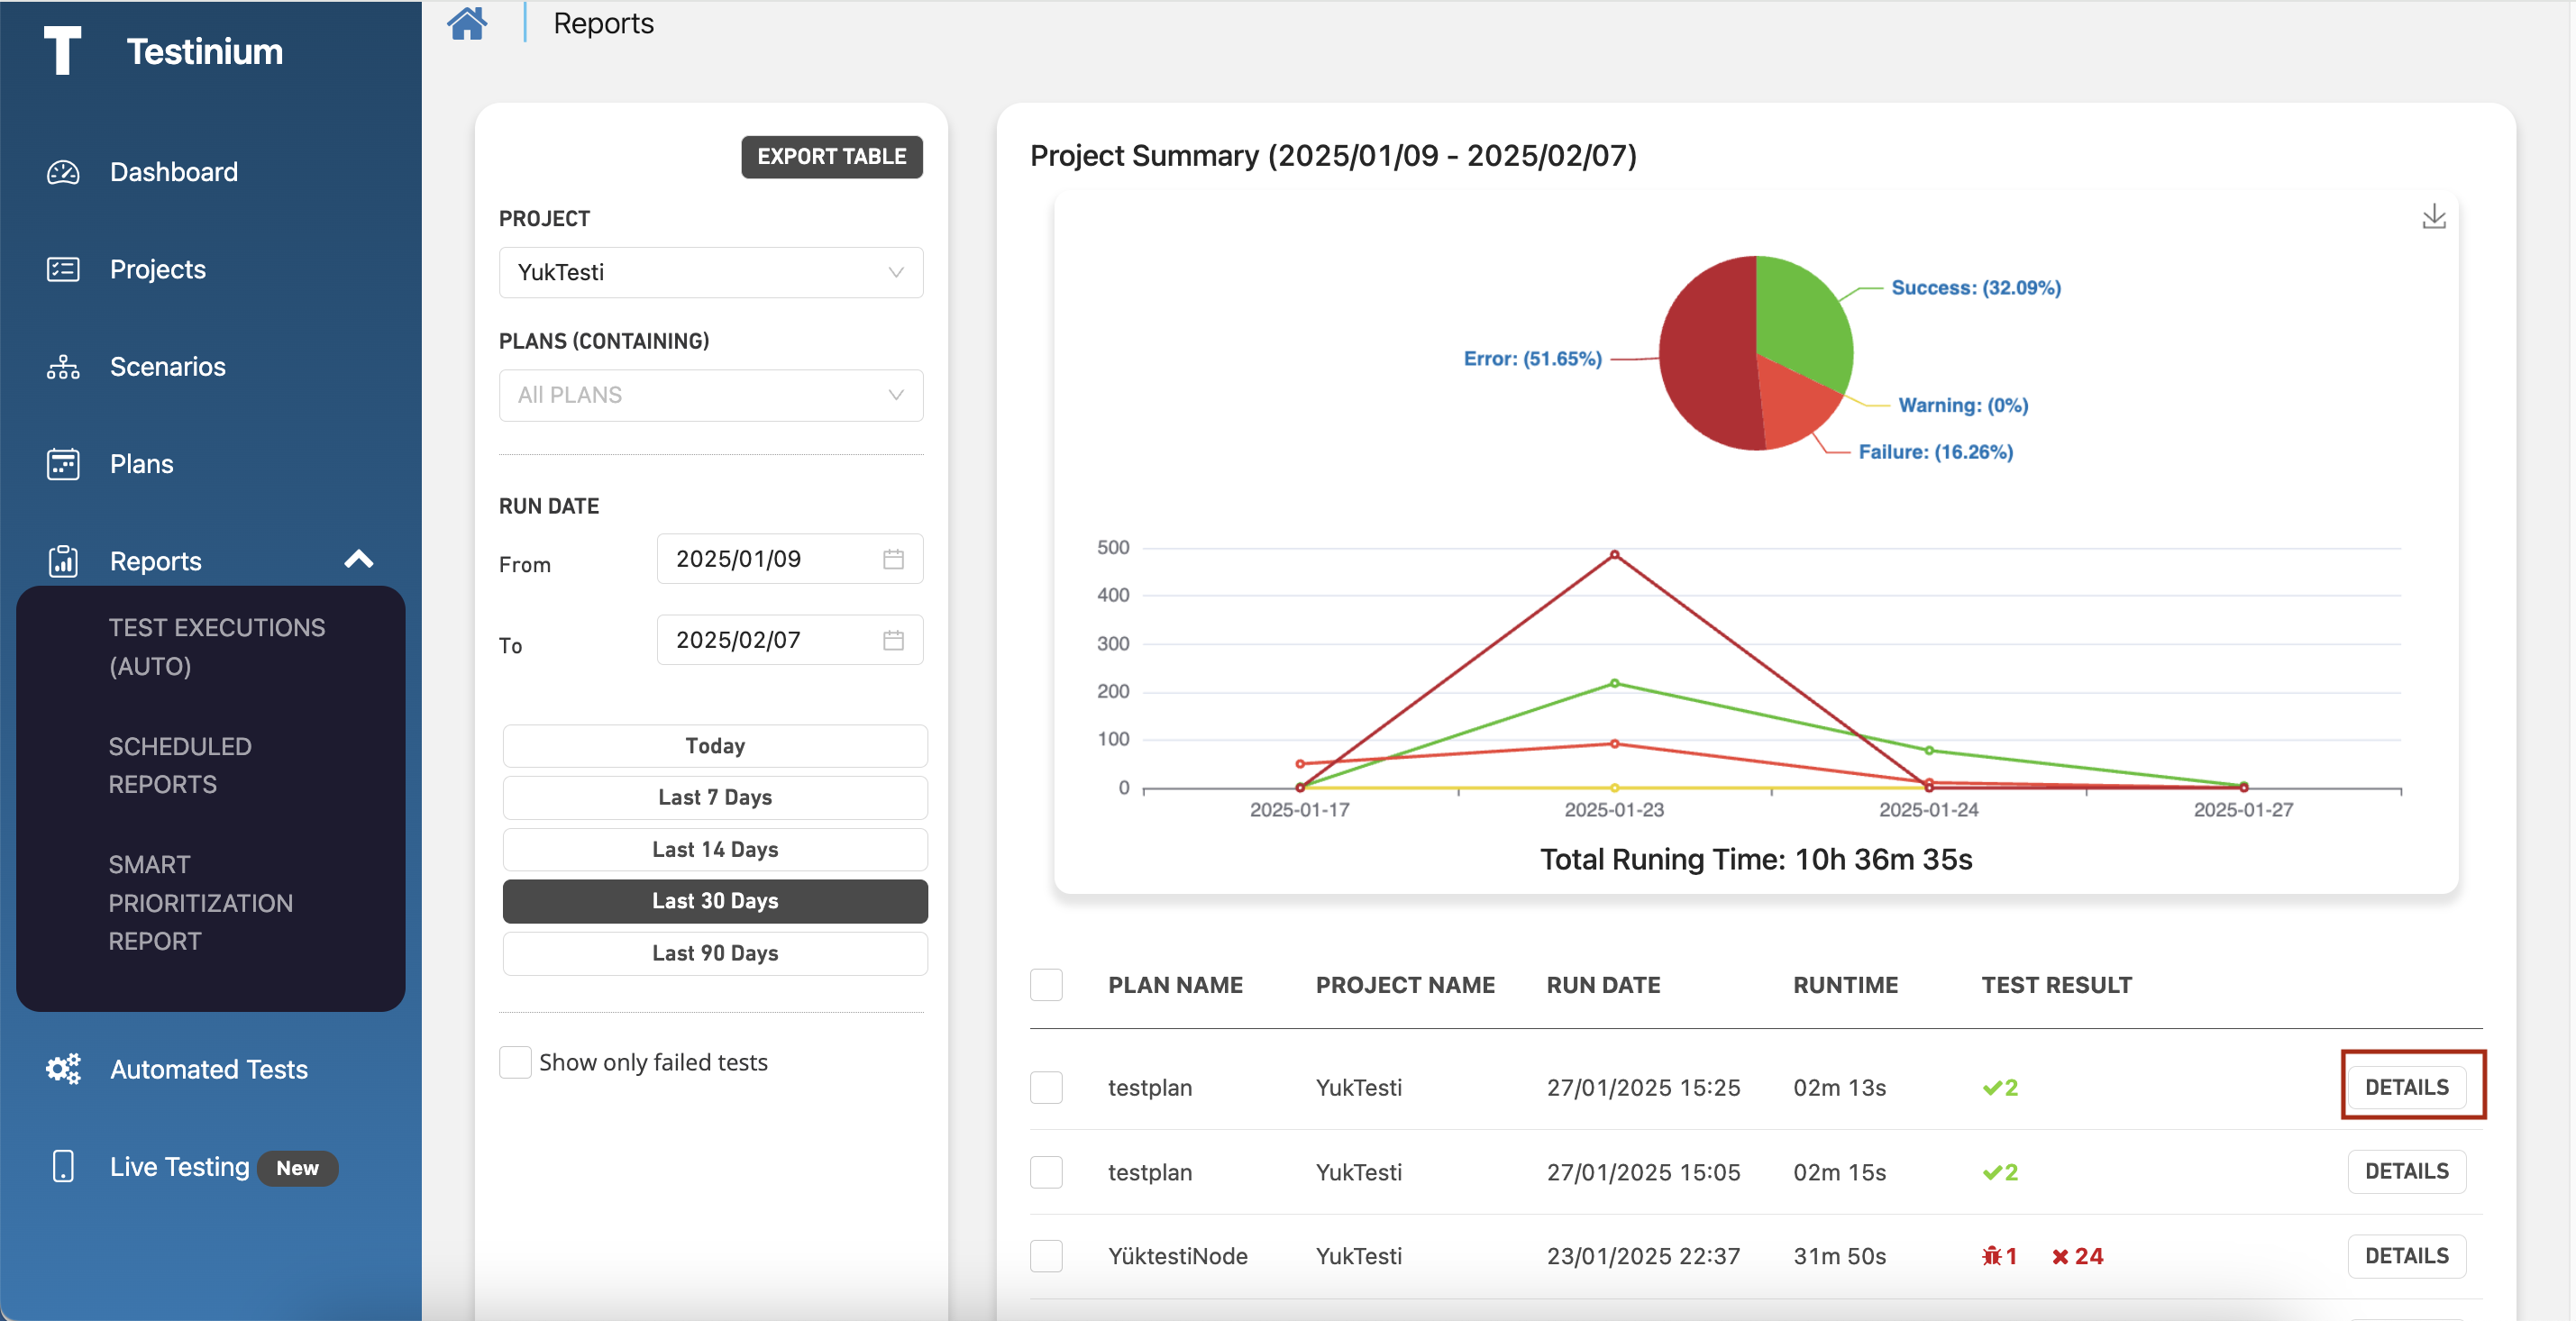 Testinium
Dashboard
Projects
Scenarios
Plans
Reports
TEST EXECUTIONS
(AUTO)
SCHEDULED
REPORTS
SMART
PRIORITIZATION
REPORT
Automated Tests
Live Testing New
Reports
EXPORT TABLE
PROJECT
YukTesti
PLANS (CONTAINING)
All PLANS
RUN DATE
From 2025/01/09
To 2025/02/07
Today
Last 7 Days
Last 14 Days
Last 30 Days
Last 90 Days
Show only failed tests
Project Summary (2025/01/09 - 2025/02/07)
Success: (32.09%)
Error: (51.65%)
Warning: (0%)
Failure: (16.26%)
500
400
300
200
100
0
2025-01-17 2025-01-23 2025-01-24 2025-01-27
Total Runing Time: 10h 36m 35s
PLAN NAME PROJECT NAME RUN DATE RUNTIME TEST RESULT
testplan YukTesti 27/01/2025 15:25 02m 13s 2 DETAILS
testplan YukTesti 27/01/2025 15:05 02m 15s 2 DETAILS
YüktestiNode YukTesti 23/01/2025 22:37 31m 50s 1 24 DETAILS